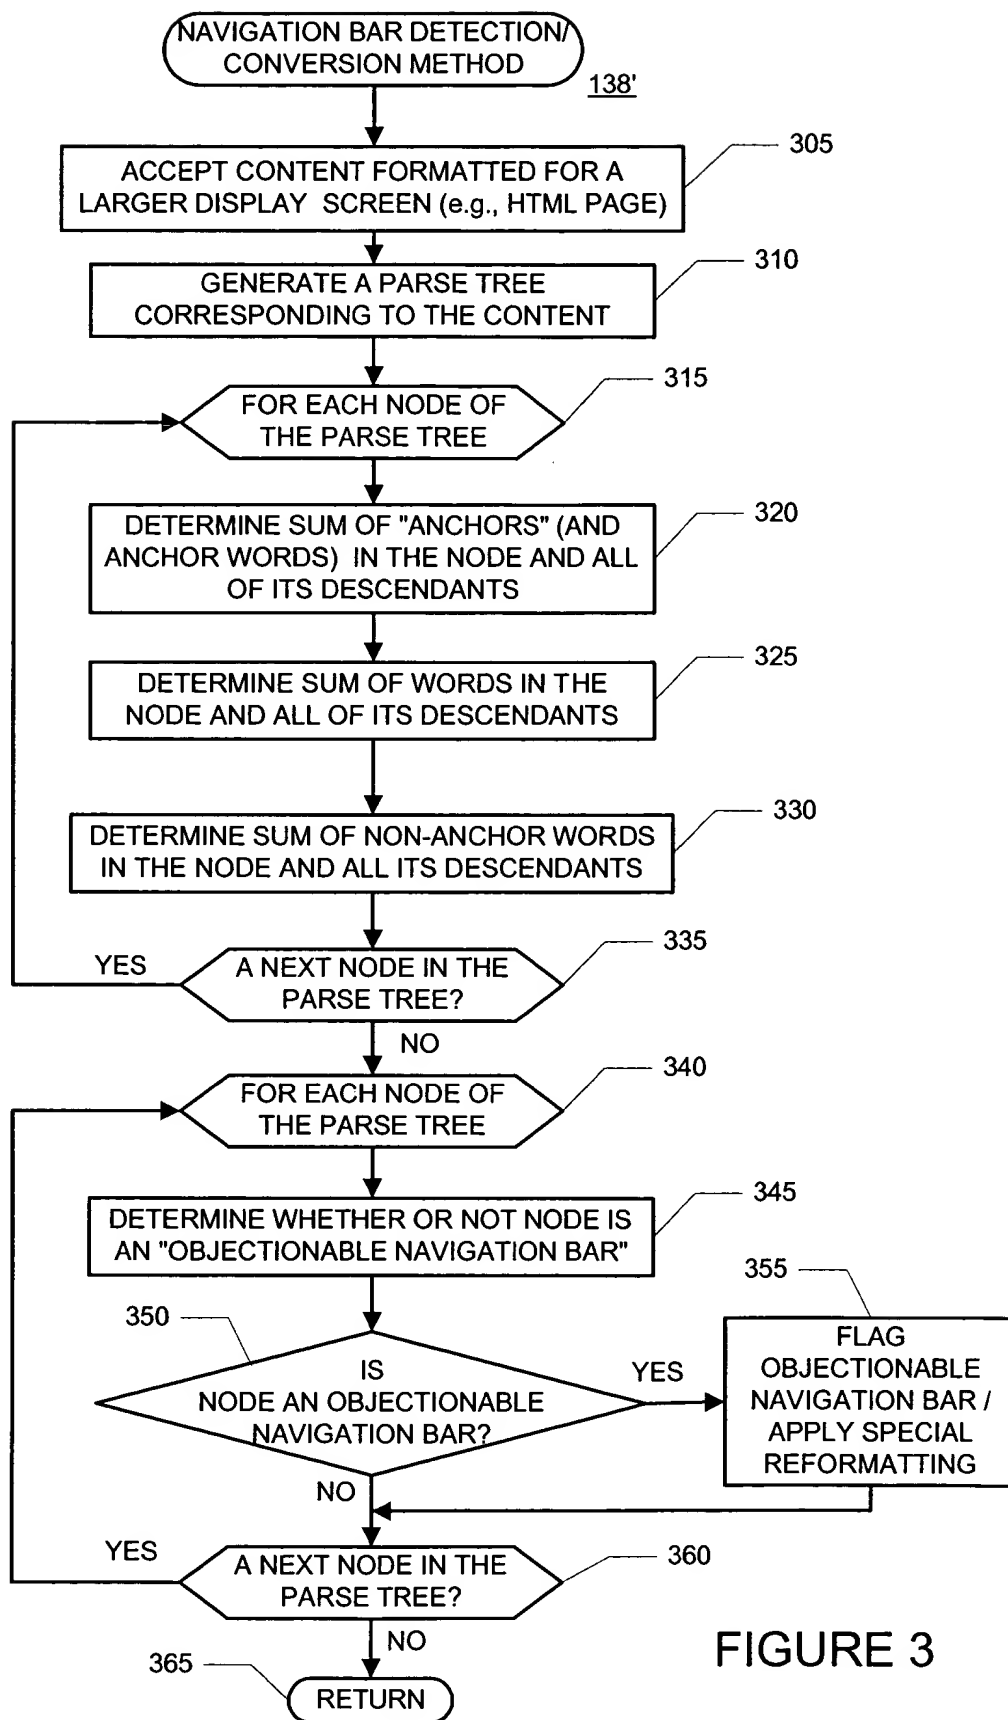 NAVIGATION BAR DETECTION/
CONVERSION METHOD
138'
305
ACCEPT CONTENT FORMATTED FOR A
LARGER DISPLAY SCREEN (e.g., HTML PAGE)
310
GENERATE A PARSE TREE
CORRESPONDING TO THE CONTENT
315
FOR EACH NODE OF
THE PARSE TREE
320
DETERMINE SUM OF "ANCHORS" (AND
ANCHOR WORDS) IN THE NODE AND ALL
OF ITS DESCENDANTS
325
DETERMINE SUM OF WORDS IN THE
NODE AND ALL OF ITS DESCENDANTS
330
DETERMINE SUM OF NON-ANCHOR WORDS
IN THE NODE AND ALL ITS DESCENDANTS
335
YES
A NEXT NODE IN THE
PARSE TREE?
NO
340
FOR EACH NODE OF
THE PARSE TREE
345
DETERMINE WHETHER OR NOT NODE IS
AN "OBJECTIONABLE NAVIGATION BAR"
355
350
IS
NODE AN OBJECTIONABLE
NAVIGATION BAR?
YES
FLAG
OBJECTIONABLE
NAVIGATION BAR /
APPLY SPECIAL
REFORMATTING
NO
YES
A NEXT NODE IN THE
PARSE TREE?
360
NO
365
RETURN
FIGURE 3